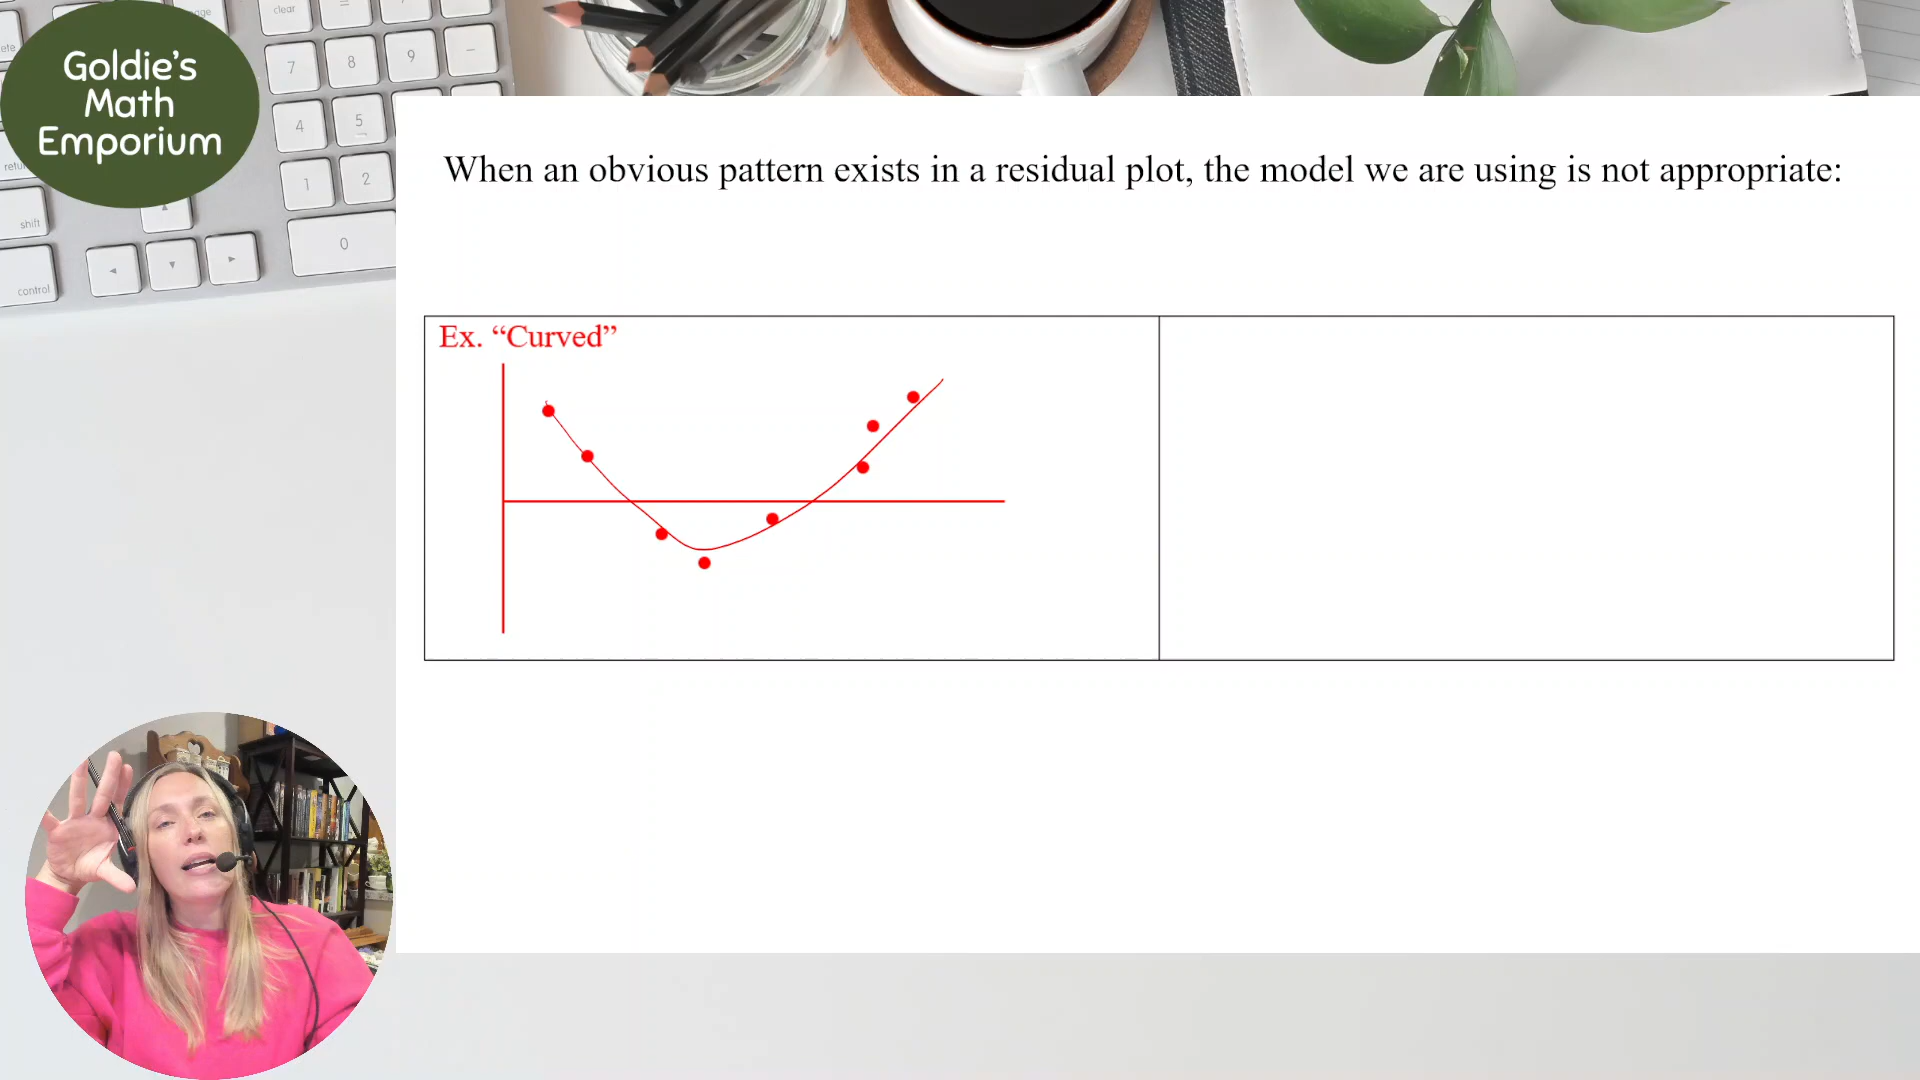 Goldie's
Math
Emporium
clear
=
7
8
9
-
4
5
1
2
0
shift
control
When an obvious pattern exists in a residual plot, the model we are using is not appropriate:
Ex. “Curved”